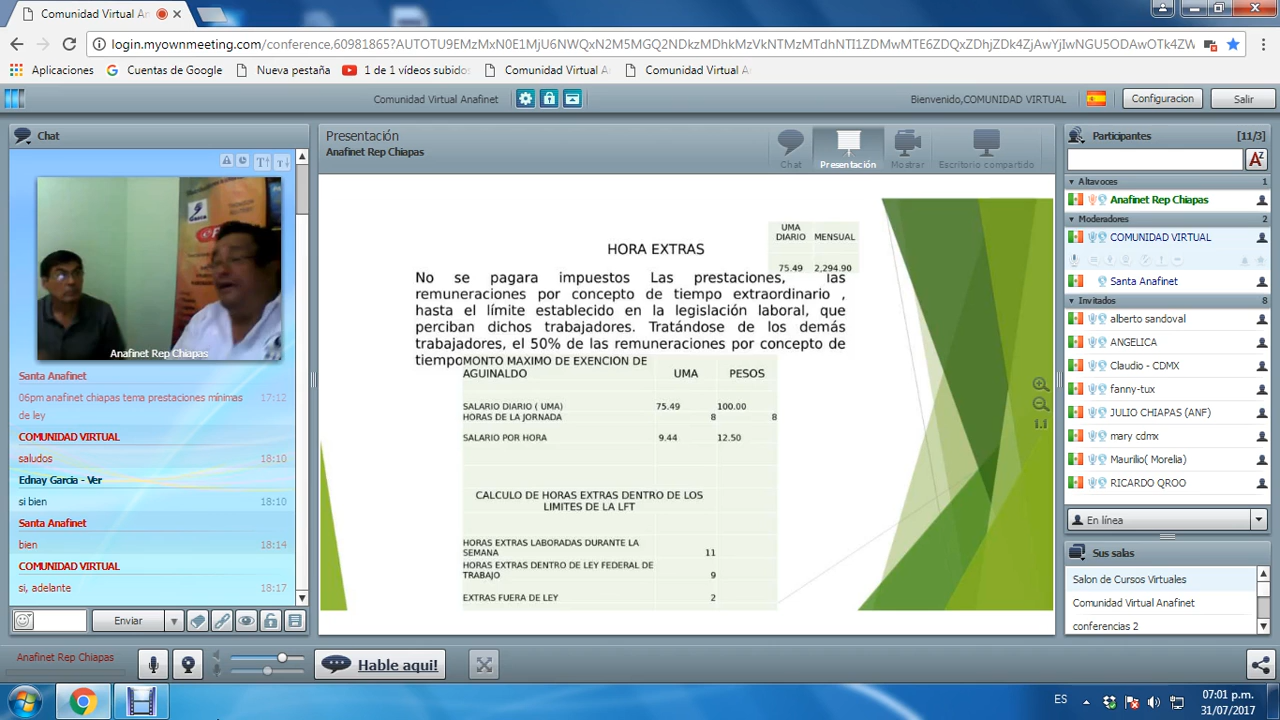 Comunidad Virtual An
login.myownmeeting.com/conference,60981865?AUTOTU9EMzMxN0E1MjU6NWQxN2M5MGQ2NDkzMDhkMzVkNTMzMTdhNTI1ZDMwMTE6ZDQxZDhjZDk4ZjAwYjIwNGU5ODAwOTk4ZWN
Aplicaciones
Cuentas de Google
Nueva pestaña
1 de 1 vídeos subidos
Comunidad Virtual An
Comunidad Virtual An
Comunidad Virtual Anafinet
Bienvenido,COMUNIDAD VIRTUAL
Configuracion
Salir
Chat
Anafinet Rep Chiapas
Santa Anafinet
06pm anafinet chiapas tema prestaciones mínimas de ley
17:12
COMUNIDAD VIRTUAL
saludos
18:10
Ednay Garcia - Ver
si bien
18:10
Santa Anafinet
bien
18:14
COMUNIDAD VIRTUAL
si, adelante
18:17
Enviar
Presentación
Anafinet Rep Chiapas
Chat
Presentación
Mostrar
Escritorio compartido
UMA DIARIO
MENSUAL
75.49
2,294.90
HORA EXTRAS
No se pagara impuestos Las prestaciones, las
remuneraciones por concepto de tiempo extraordinario ,
hasta el límite establecido en la legislación laboral, que
perciban dichos trabajadores. Tratándose de los demás
trabajadores, el 50% de las remuneraciones por concepto de
tiempo
MONTO MAXIMO DE EXENCION DE
AGUINALDO
UMA
PESOS
SALARIO DIARIO ( UMA)
75.49
100.00
HORAS DE LA JORNADA
8
8
SALARIO POR HORA
9.44
12.50
CALCULO DE HORAS EXTRAS DENTRO DE LOS
LIMITES DE LA LFT
HORAS EXTRAS LABORADAS DURANTE LA
SEMANA
11
HORAS EXTRAS DENTRO DE LEY FEDERAL DE
TRABAJO
9
EXTRAS FUERA DE LEY
2
1:1
Participantes
[11/3]
Altavoces
1
Anafinet Rep Chiapas
Moderadores
2
COMUNIDAD VIRTUAL
Santa Anafinet
Invitados
8
alberto sandoval
ANGELICA
Claudio - CDMX
fanny-tux
JULIO CHIAPAS (ANF)
mary cdmx
Maurilio( Morelia)
RICARDO QROO
En línea
Sus salas
Salon de Cursos Virtuales
Comunidad Virtual Anafinet
conferencias 2
Anafinet Rep Chiapas
Hable aqui!
ES
07:01 p.m.
31/07/2017